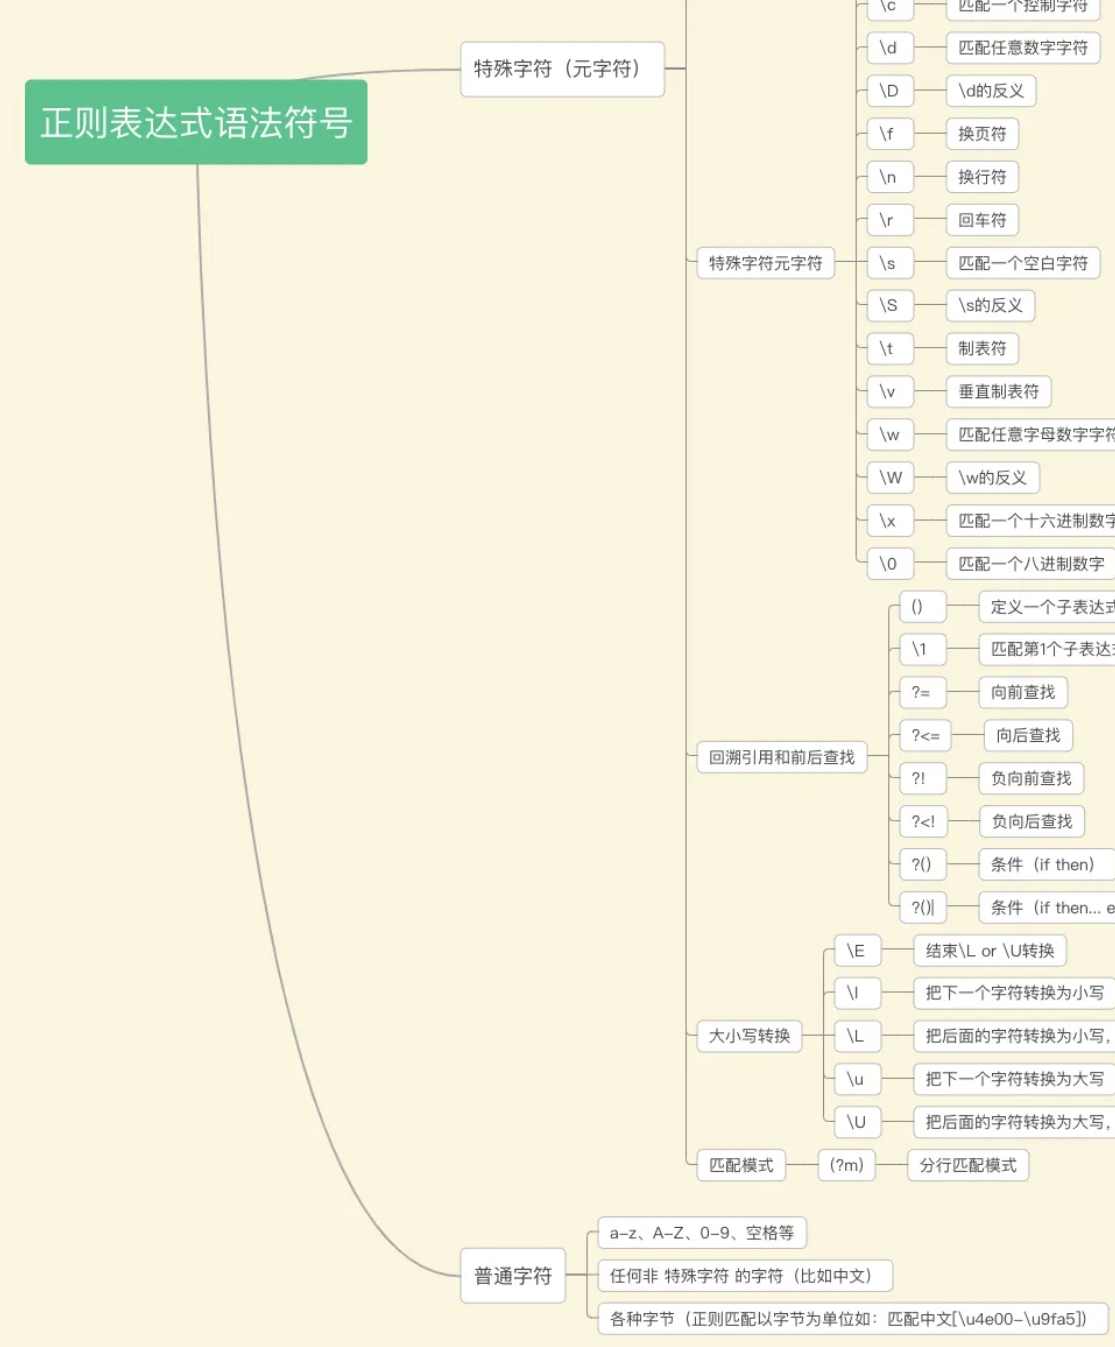 正则表达式语法符号
特殊字符（元字符）
特殊字符元字符
\c
匹配一个控制字符
\d
匹配任意数字字符
\D
\d的反义
\f
换页符
\n
换行符
\r
回车符
\s
匹配一个空白字符
\S
\s的反义
\t
制表符
\v
垂直制表符
\w
匹配任意字母数字字符
\W
\w的反义
\x
匹配一个十六进制数字
\0
匹配一个八进制数字
回溯引用和前后查找
()
定义一个子表达式
\1
匹配第1个子表达式
?=
向前查找
?<=
向后查找
?!
负向前查找
?<!
负向后查找
?()
条件（if then）
?()|
条件（if then... e
大小写转换
\E
结束\L or \U转换
\l
把下一个字符转换为小写
\L
把后面的字符转换为小写，
\u
把下一个字符转换为大写
\U
把后面的字符转换为大写，
匹配模式
(?m)
分行匹配模式
普通字符
a-z、A-Z、0-9、空格等
任何非 特殊字符 的字符（比如中文）
各种字节（正则匹配以字节为单位如：匹配中文[\u4e00-\u9fa5]）